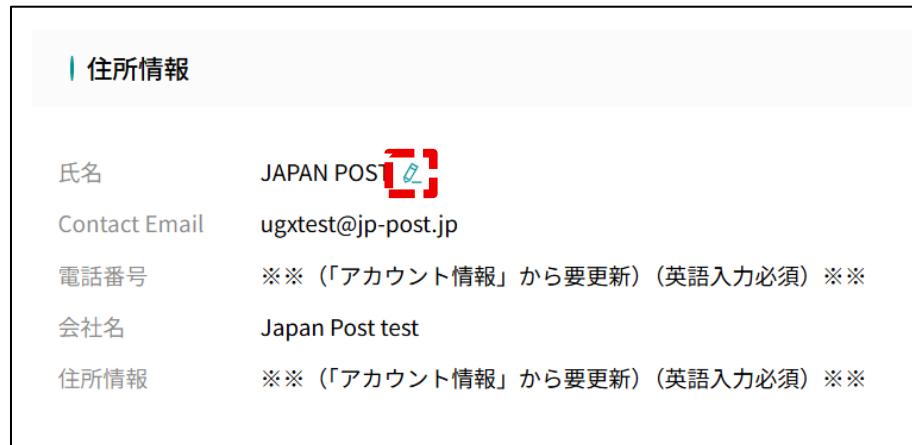 住所情報
氏名 JAPAN POST
Contact Email ugxtest@jp-post.jp
電話番号 ※※（「アカウント情報」から要更新）（英語入力必須）※※
会社名 Japan Post test
住所情報 ※※（「アカウント情報」から要更新）（英語入力必須）※※